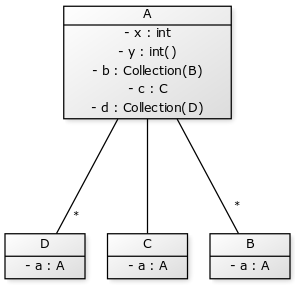 A
- x : int
- y : int()
- b : Collection(B)
- c : C
- d : Collection(D)
*
*
D
- a : A
C
- a : A
B
- a : A